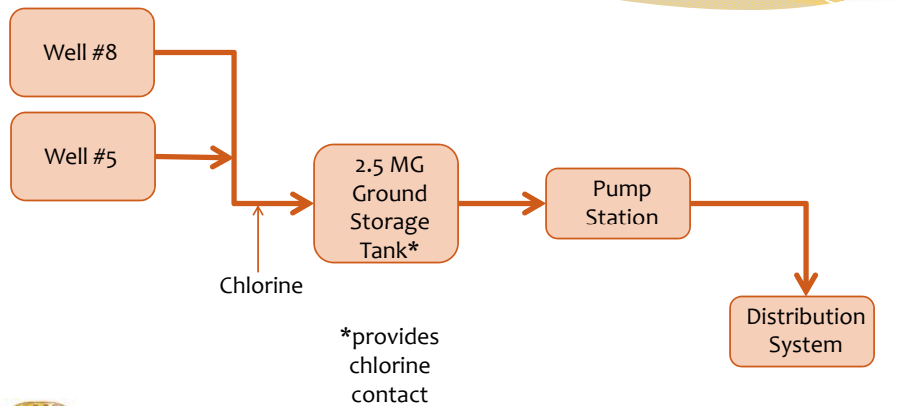 Well #8
Well #5
2.5 MG
Ground
Storage
Tank*
Pump
Station
Chlorine
Distribution
System
*provides
chlorine
contact